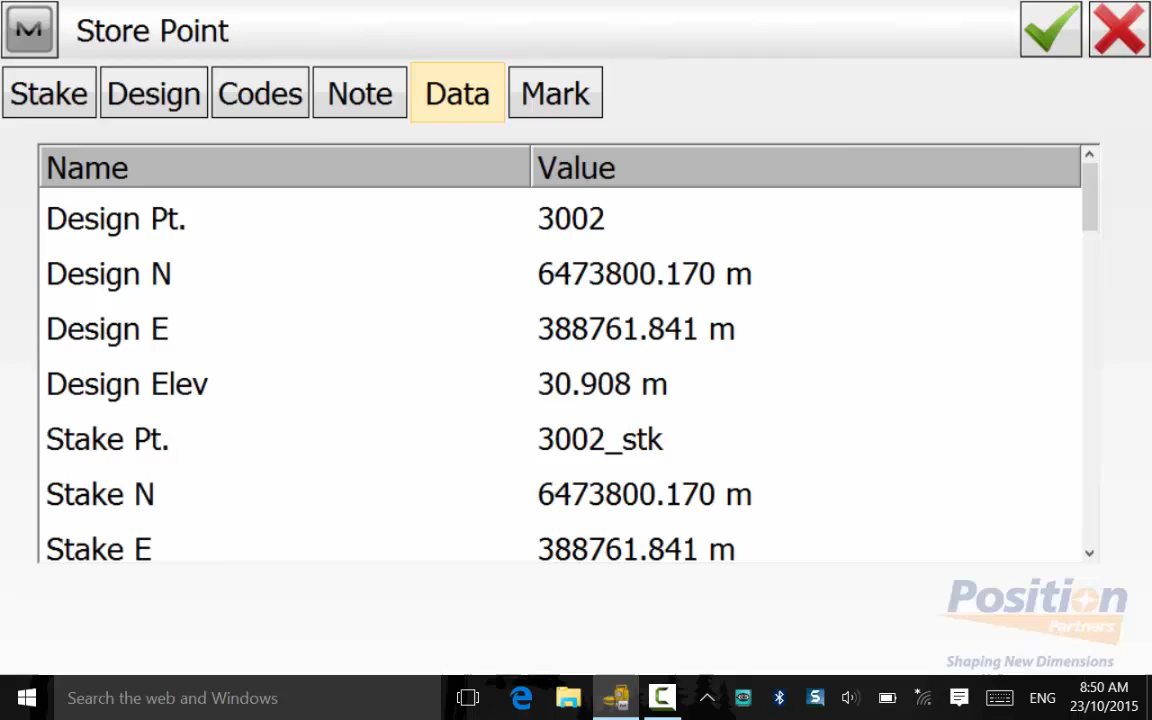 Store Point
Stake Design Codes Note Data Mark
Name Value
Design Pt. 3002
Design N 6473800.170 m
Design E 388761.841 m
Design Elev 30.908 m
Stake Pt. 3002_stk
Stake N 6473800.170 m
Stake E 388761.841 m
Position
Partners
Shaping New Dimensions
Search the web and Windows
ENG
8:50 AM
23/10/2015